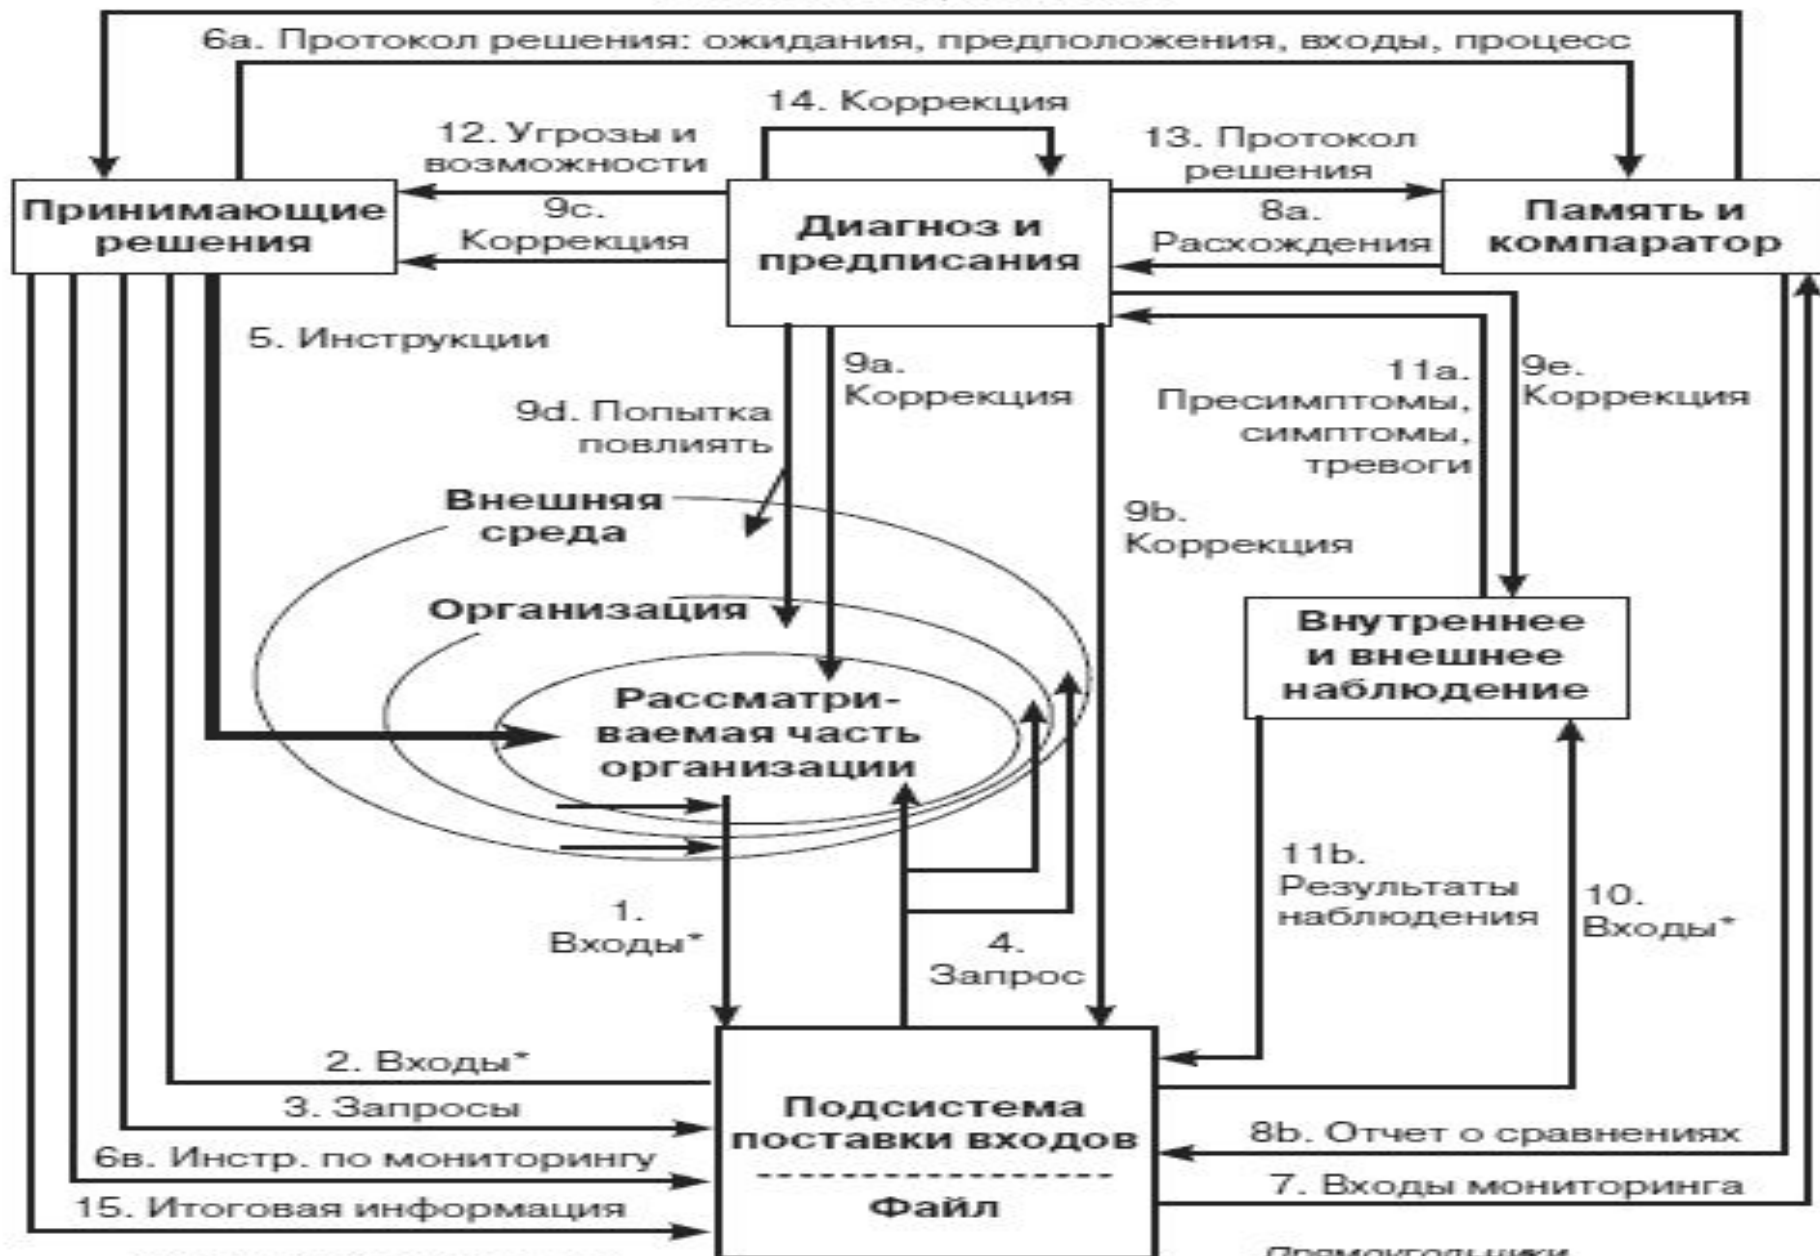 6а. Протокол решения: ожидания, предположения, входы, процесс
14. Коррекция
12. Угрозы и
возможности
13. Протокол
решения
Принимающие
решения
9с.
Коррекция
Диагноз и
предписания
8а.
Расхождения
Память и
компаратор
5. Инструкции
9d. Попытка
повлиять
9а.
Коррекция
11а.
Пресимптомы,
симптомы,
тревоги
9е.
Коррекция
9b.
Коррекция
Внешняя
среда
Организация
Рассматри-
ваемая часть
организации
Внутреннее
и внешнее
наблюдение
1.
Входы*
4.
Запрос
11b.
Результаты
наблюдения
10.
Входы*
2. Входы*
3. Запросы
6в. Инстр. по мониторингу
15. Итоговая информация
Подсистема
поставки входов
Файл
8b. Отчет о сравнениях
7. Входы мониторинга
Прямоугольники